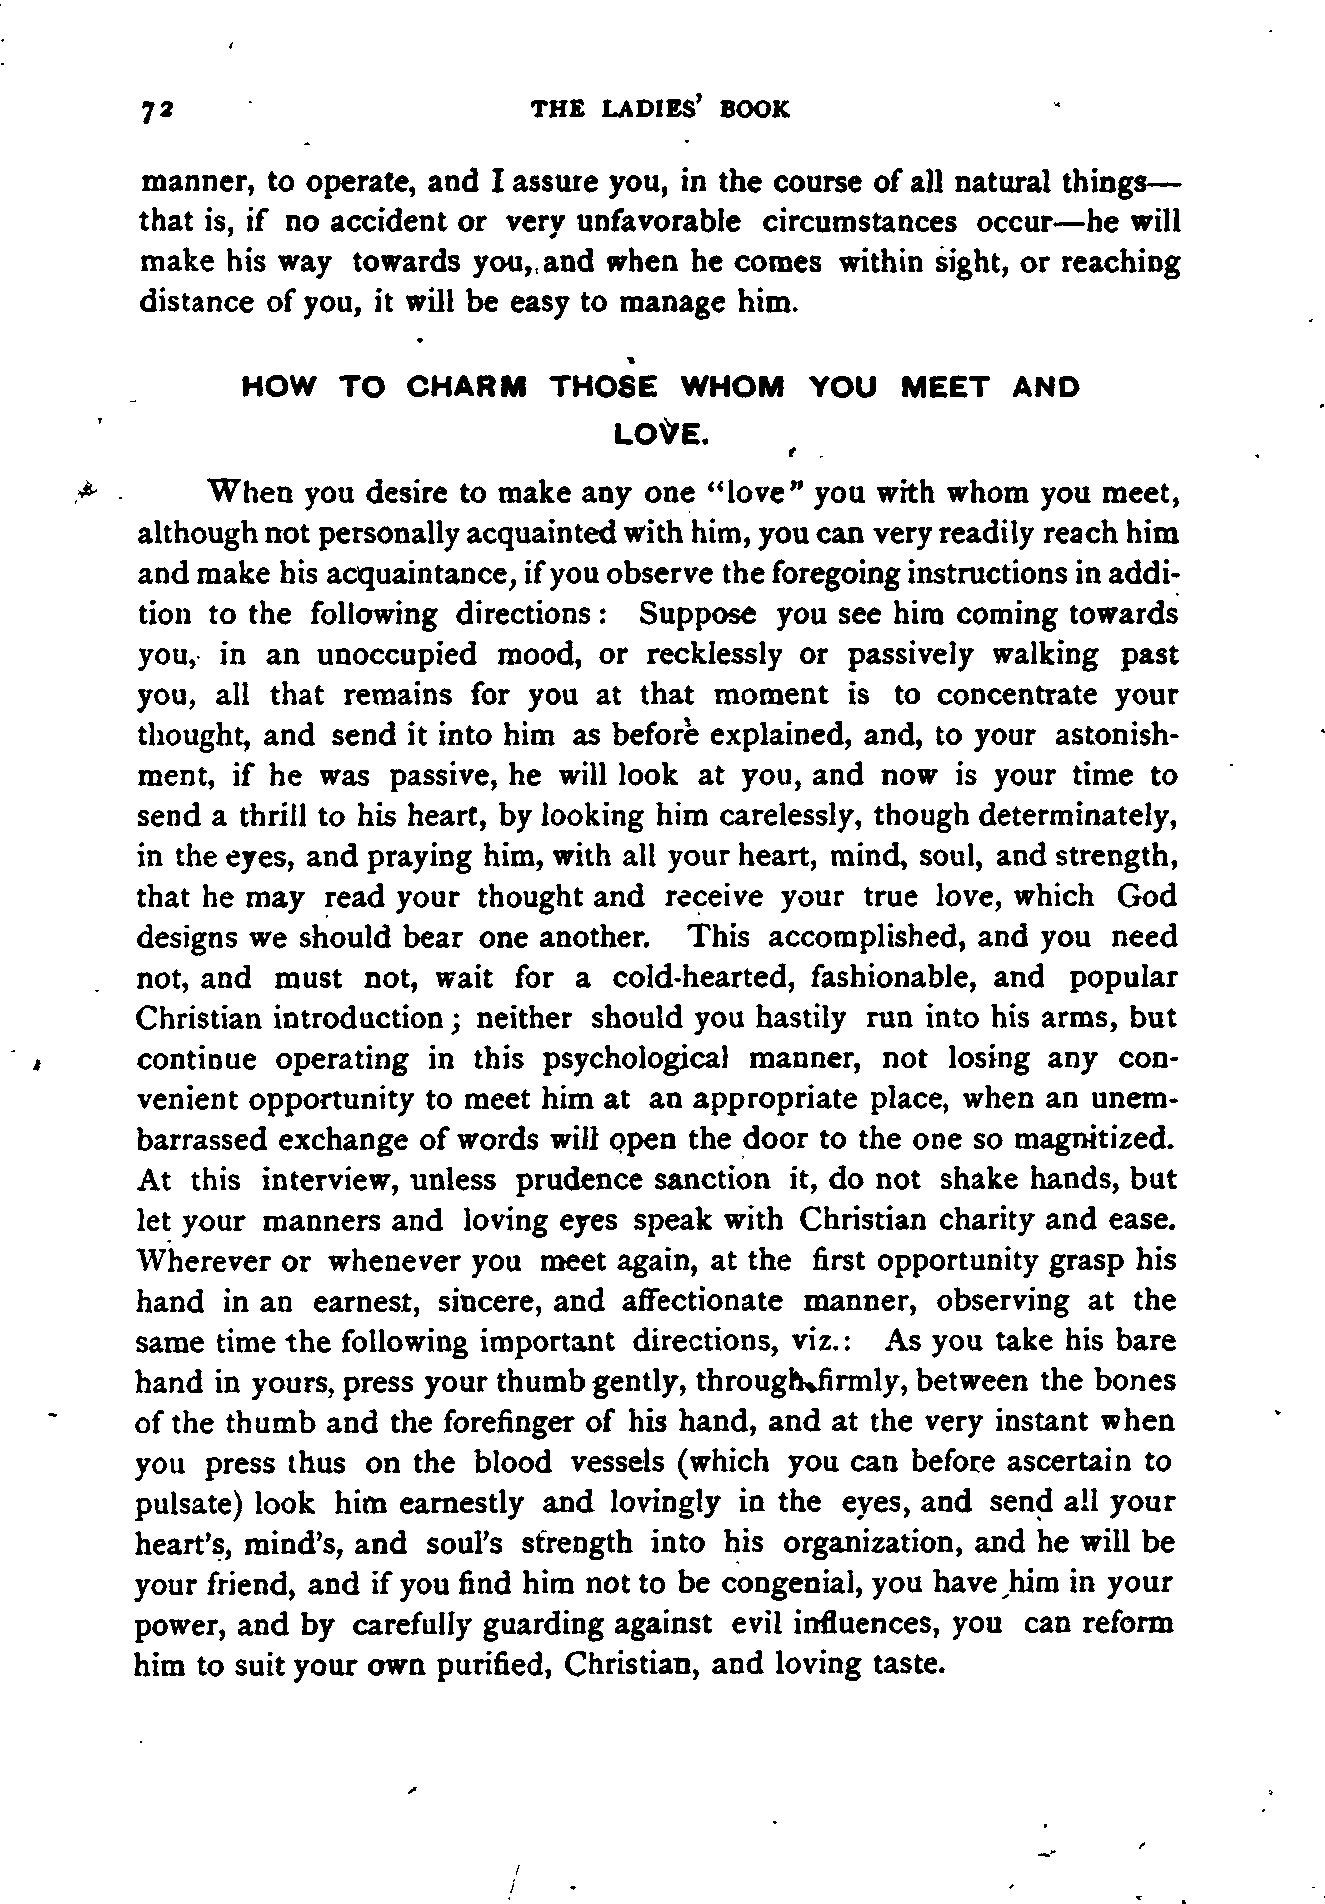 72 THE LADIES' BOOK
manner, to operate, and I assure you, in the course of all natural things—
that is, if no accident or very unfavorable circumstances occur—he will
make his way towards you, and when he comes within sight, or reaching
distance of you, it will be easy to manage him.
HOW TO CHARM THOSE WHOM YOU MEET AND
LOVE.
When you desire to make any one "love" you with whom you meet,
although not personally acquainted with him, you can very readily reach him
and make his acquaintance, if you observe the foregoing instructions in addi-
tion to the following directions: Suppose you see him coming towards
you, in an unoccupied mood, or recklessly or passively walking past
you, all that remains for you at that moment is to concentrate your
thought, and send it into him as before explained, and, to your astonish-
ment, if he was passive, he will look at you, and now is your time to
send a thrill to his heart, by looking him carelessly, though determinately,
in the eyes, and praying him, with all your heart, mind, soul, and strength,
that he may read your thought and receive your true love, which God
designs we should bear one another. This accomplished, and you need
not, and must not, wait for a cold-hearted, fashionable, and popular
Christian introduction; neither should you hastily run into his arms, but
continue operating in this psychological manner, not losing any con-
venient opportunity to meet him at an appropriate place, when an unem-
barrassed exchange of words will open the door to the one so magnitized.
At this interview, unless prudence sanction it, do not shake hands, but
let your manners and loving eyes speak with Christian charity and ease.
Wherever or whenever you meet again, at the first opportunity grasp his
hand in an earnest, sincere, and affectionate manner, observing at the
same time the following important directions, viz.: As you take his bare
hand in yours, press your thumb gently, through firmly, between the bones
of the thumb and the forefinger of his hand, and at the very instant when
you press thus on the blood vessels (which you can before ascertain to
pulsate) look him earnestly and lovingly in the eyes, and send all your
heart's, mind's, and soul's strength into his organization, and he will be
your friend, and if you find him not to be congenial, you have him in your
power, and by carefully guarding against evil influences, you can reform
him to suit your own purified, Christian, and loving taste.